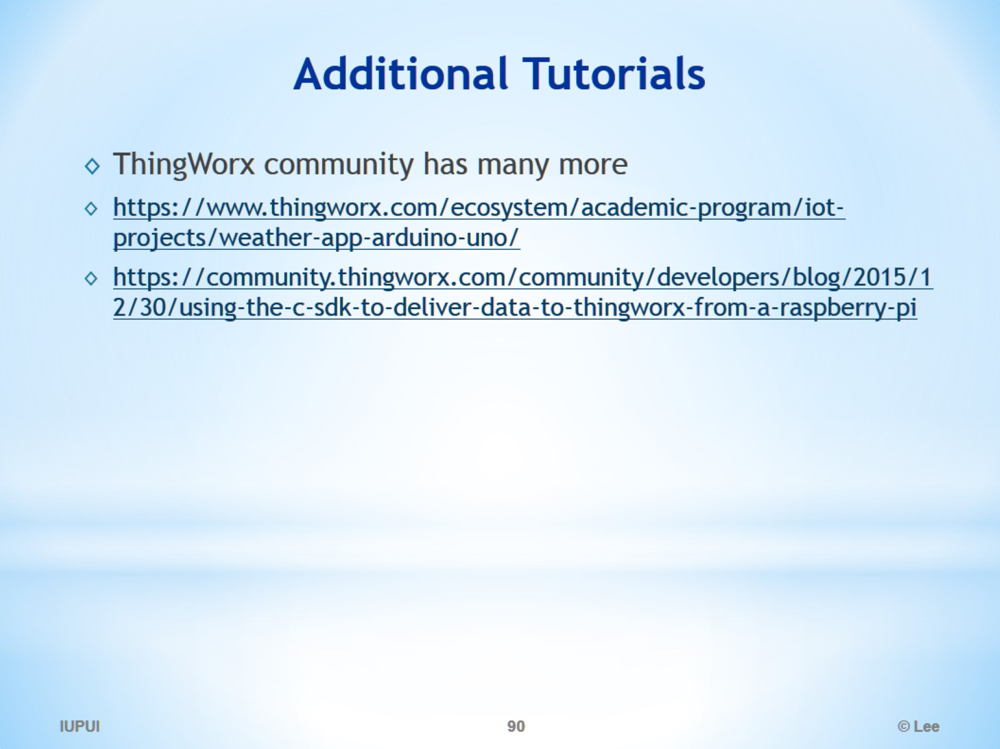 Additional Tutorials
◇ ThingWorx community has many more
◇ https://www.thingworx.com/ecosystem/academic-program/iot-
projects/weather-app-arduino-uno/
◇ https://community.thingworx.com/community/developers/blog/2015/1
2/30/using-the-c-sdk-to-deliver-data-to-thingworx-from-a-raspberry-pi
IUPUI
90
© Lee